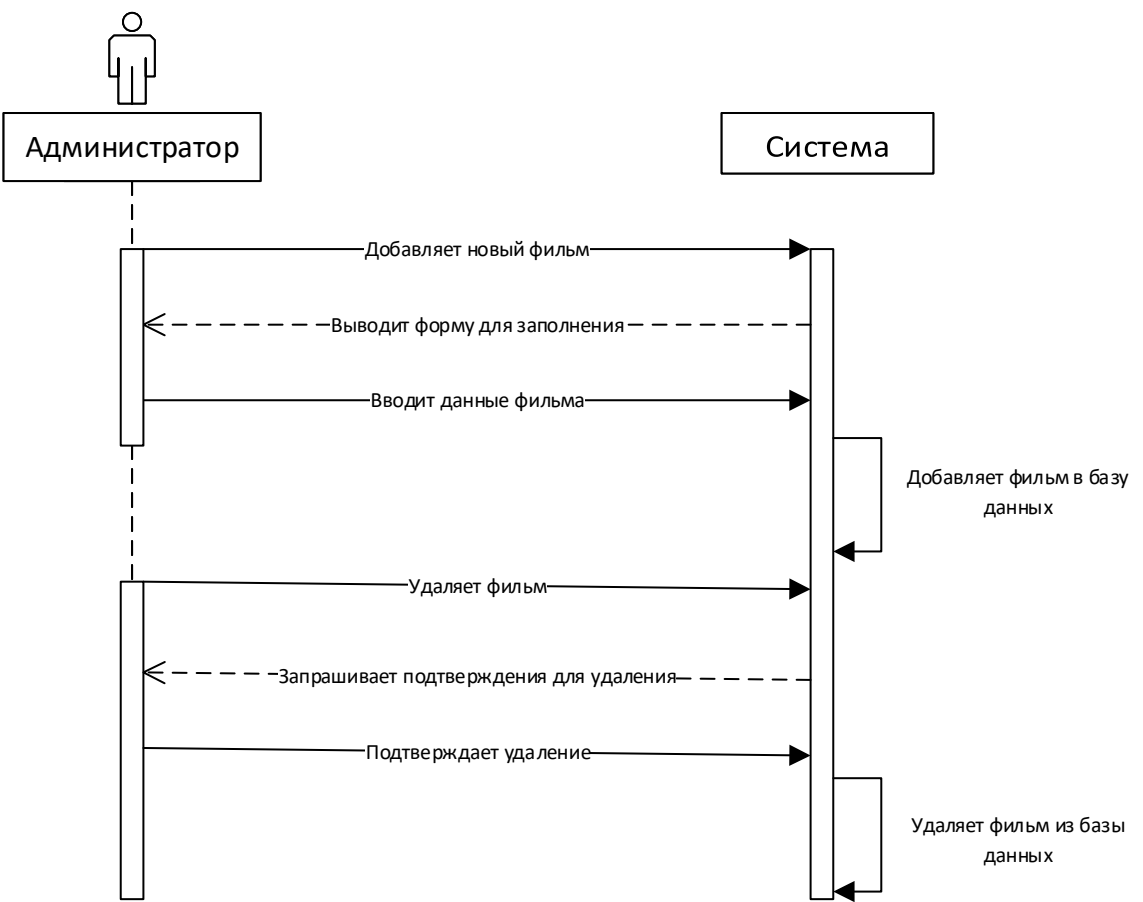 Администратор
Система
Добавляет новый фильм
Выводит форму для заполнения
Вводит данные фильма
Добавляет фильм в базу
данных
Удаляет фильм
Запрашивает подтверждения для удаления
Подтверждает удаление
Удаляет фильм из базы
данных